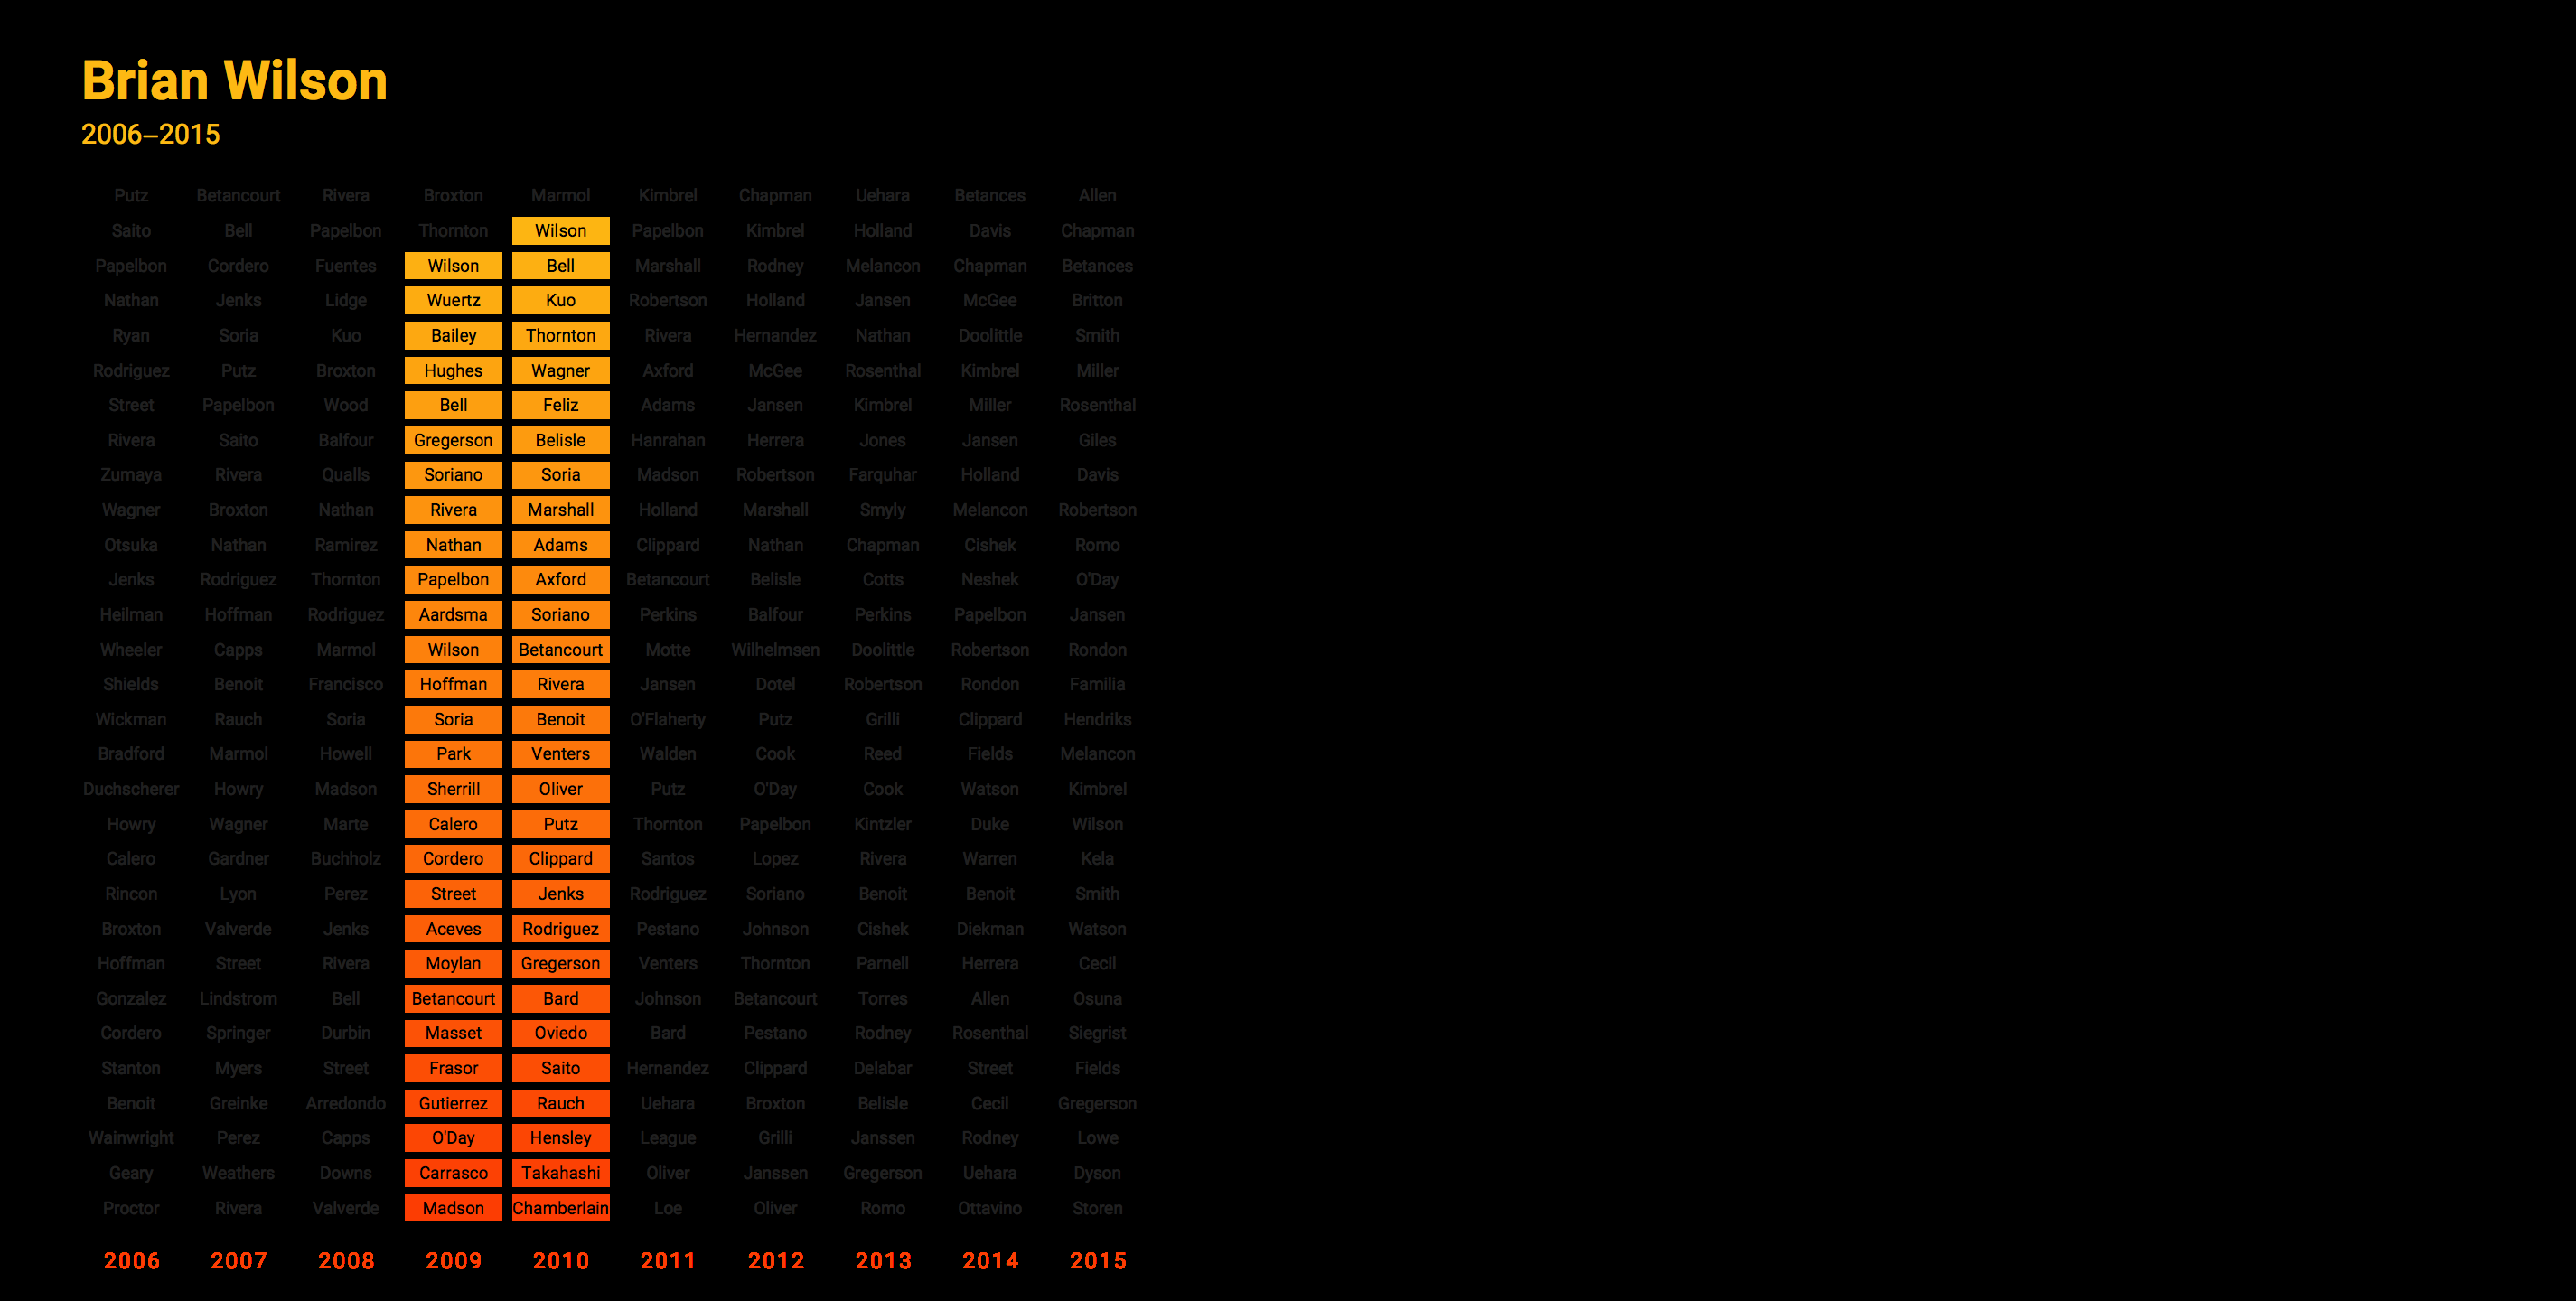 Brian Wilson
2006–2015
Putz Betancourt Rivera Broxton Marmol Kimbrel Chapman Uehara Betances Allen
Saito Bell Papelbon Thornton Wilson Papelbon Kimbrel Holland Davis Chapman
Papelbon Cordero Fuentes Wilson Bell Marshall Rodney Melancon Chapman Betances
Nathan Jenks Lidge Wuertz Kuo Robertson Holland Jansen McGee Britton
Ryan Soria Kuo Bailey Thornton Rivera Hernandez Nathan Doolittle Smith
Rodriguez Putz Broxton Hughes Wagner Axford McGee Rosenthal Kimbrel Miller
Street Papelbon Wood Bell Feliz Adams Jansen Kimbrel Miller Rosenthal
Rivera Saito Balfour Gregerson Belisle Hanrahan Herrera Jones Jansen Giles
Zumaya Rivera Qualls Soriano Soria Madson Robertson Farquhar Holland Davis
Wagner Broxton Nathan Rivera Marshall Holland Marshall Smyly Melancon Robertson
Otsuka Nathan Ramirez Nathan Adams Clippard Nathan Chapman Cishek Romo
Jenks Rodriguez Thornton Papelbon Axford Betancourt Belisle Cotts Neshek O'Day
Heilman Hoffman Rodriguez Aardsma Soriano Perkins Balfour Perkins Papelbon Jansen
Wheeler Capps Marmol Wilson Betancourt Motte Wilhelmsen Doolittle Robertson Rondon
Shields Benoit Francisco Hoffman Rivera Jansen Dotel Robertson Rondon Familia
Wickman Rauch Soria Soria Benoit O'Flaherty Putz Grilli Clippard Hendriks
Bradford Marmol Howell Park Venters Walden Cook Reed Fields Melancon
Duchscherer Howry Madson Sherrill Oliver Putz O'Day Cook Watson Kimbrel
Howry Wagner Marte Calero Putz Thornton Papelbon Kintzler Duke Wilson
Calero Gardner Buchholz Cordero Clippard Santos Lopez Rivera Warren Kela
Rincon Lyon Perez Street Jenks Rodriguez Soriano Benoit Benoit Smith
Broxton Valverde Jenks Aceves Rodriguez Pestano Johnson Cishek Diekman Watson
Hoffman Street Rivera Moylan Gregerson Venters Thornton Parnell Herrera Cecil
Gonzalez Lindstrom Bell Betancourt Bard Johnson Betancourt Torres Allen Osuna
Cordero Springer Durbin Masset Oviedo Bard Pestano Rodney Rosenthal Siegrist
Stanton Myers Street Frasor Saito Hernandez Clippard Delabar Street Fields
Benoit Greinke Arredondo Gutierrez Rauch Uehara Broxton Belisle Cecil Gregerson
Wainwright Perez Capps O'Day Hensley League Grilli Janssen Rodney Lowe
Geary Weathers Downs Carrasco Takahashi Oliver Janssen Gregerson Uehara Dyson
Proctor Rivera Valverde Madson Chamberlain Loe Oliver Romo Ottavino Storen
2006 2007 2008 2009 2010 2011 2012 2013 2014 2015